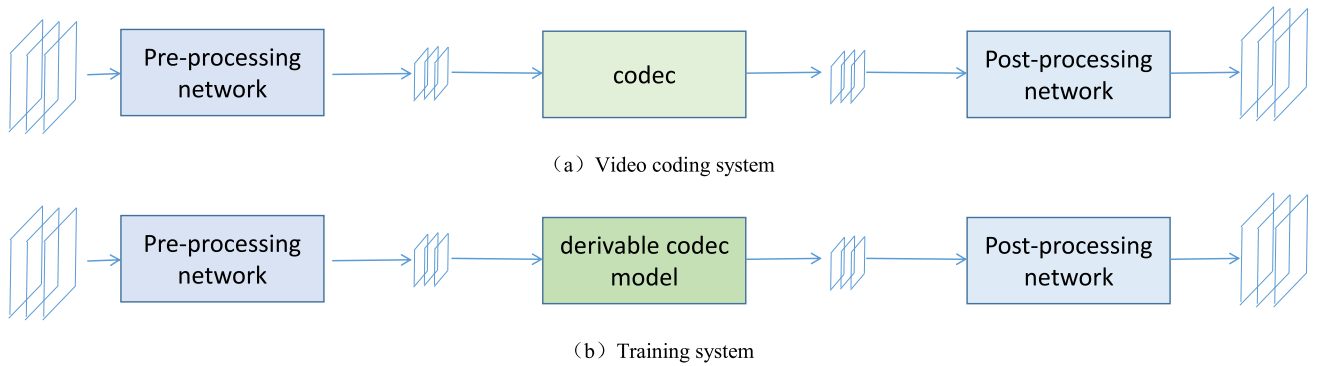 Pre-processing
network
codec
Post-processing
network
（a）Video coding system
Pre-processing
network
derivable codec
model
Post-processing
network
（b）Training system